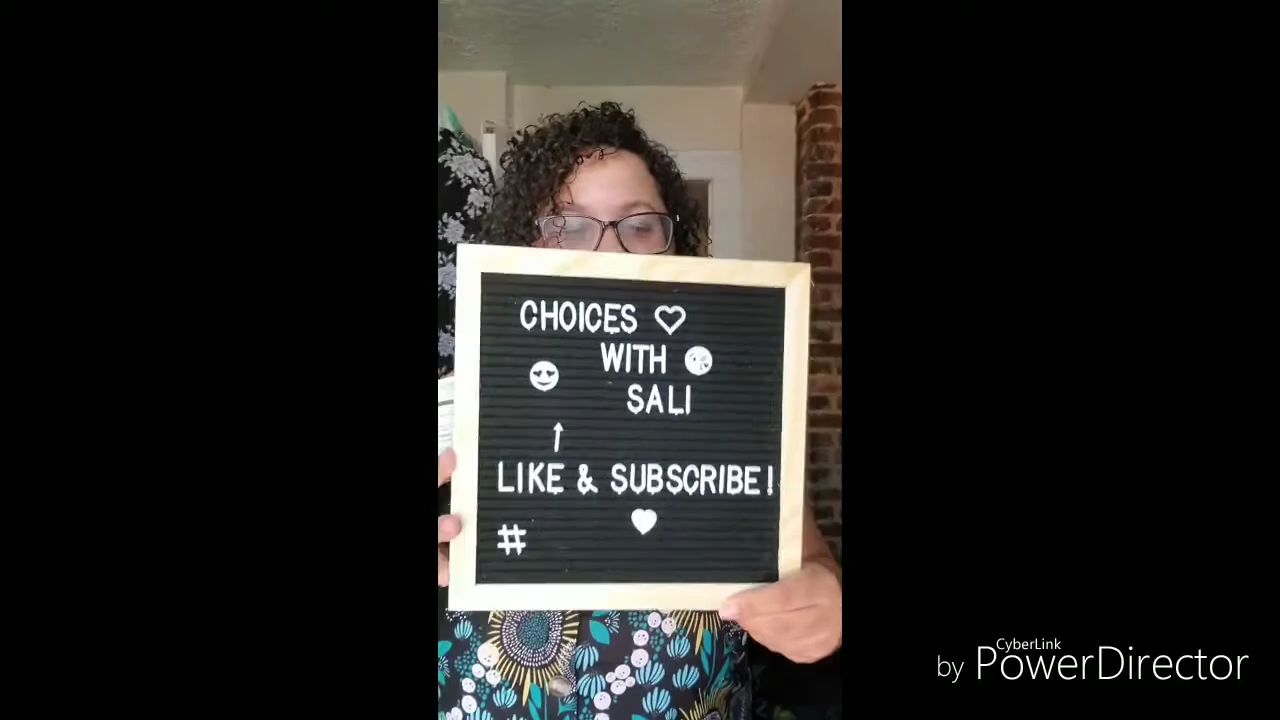 CHOICES ♡
WITH 😘
😍 SALI
↑
LIKE & SUBSCRIBE!
♥
#
CyberLink
by PowerDirector